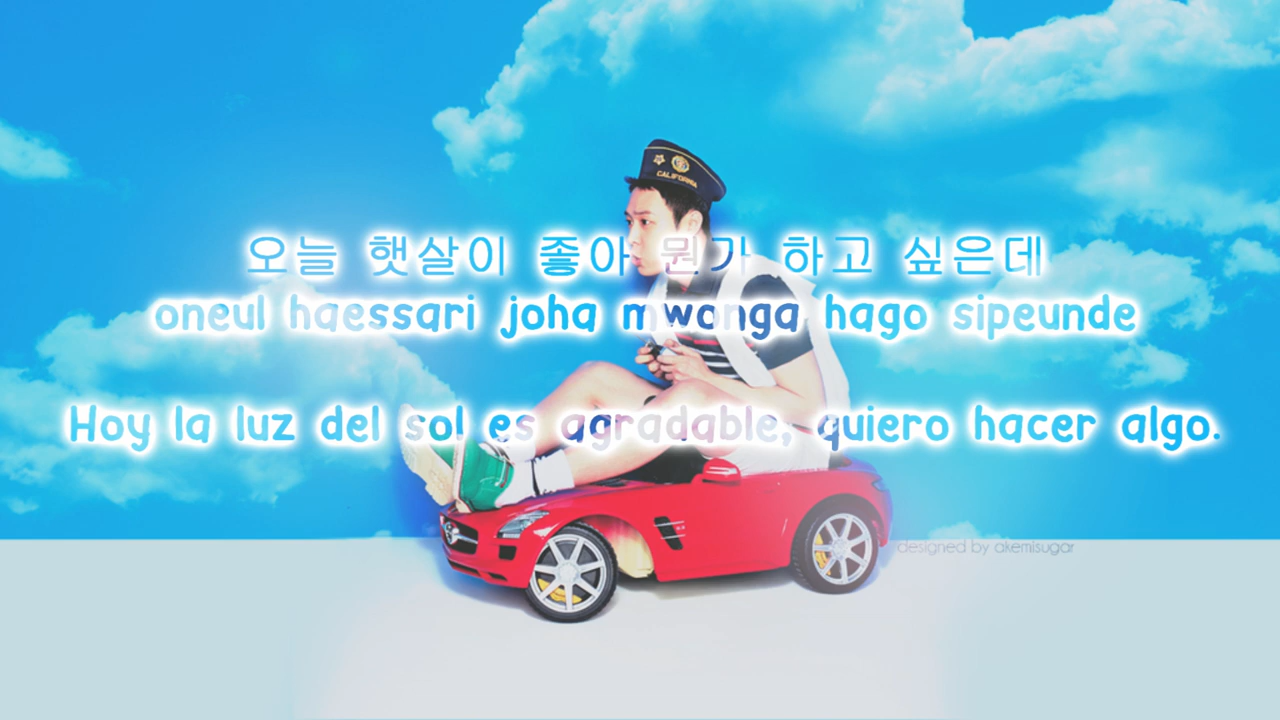 CALIFORNIA
오늘 햇살이 좋아 뭔가 하고 싶은데
oneul haessari joha mwonga hago sipeunde
Hoy la luz del sol es agradable, quiero hacer algo.
designed by akemisugar